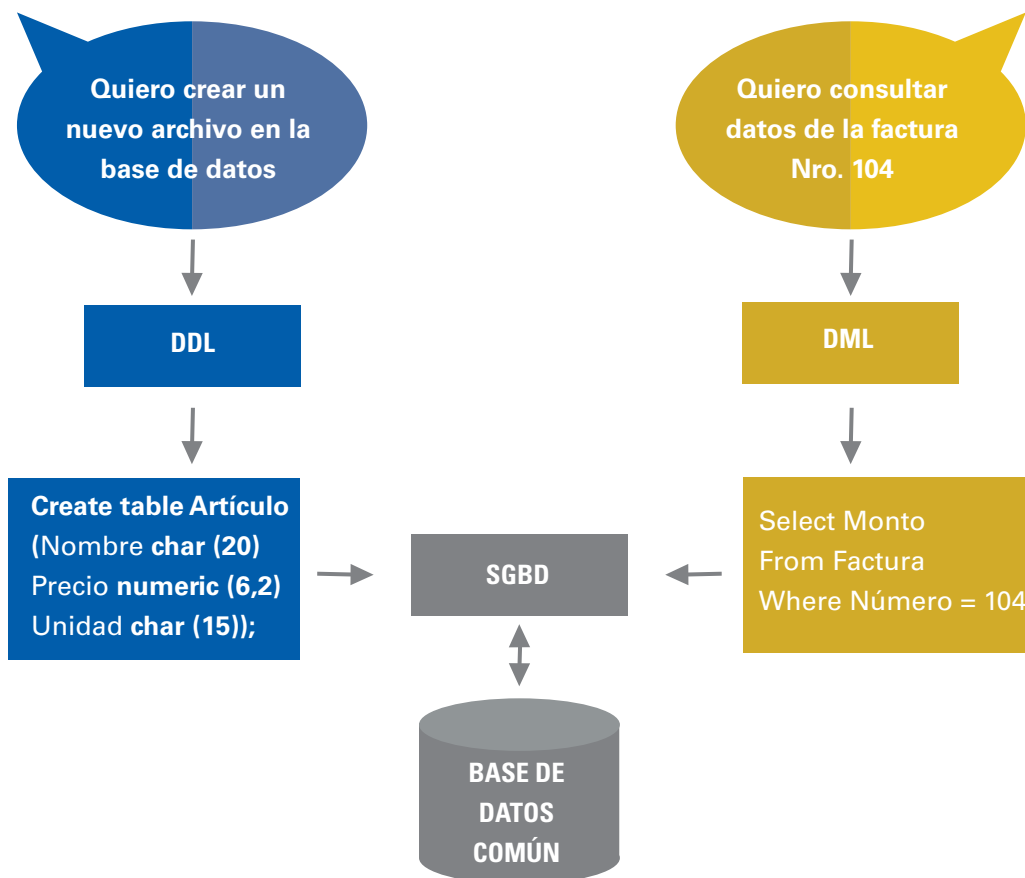 Quiero crear un
nuevo archivo en la
base de datos
Quiero consultar
datos de la factura
Nro. 104
DDL
DML
Create table Artículo
(Nombre char (20)
Precio numeric (6,2)
Unidad char (15));
SGBD
Select Monto
From Factura
Where Número = 104
BASE DE
DATOS
COMÚN